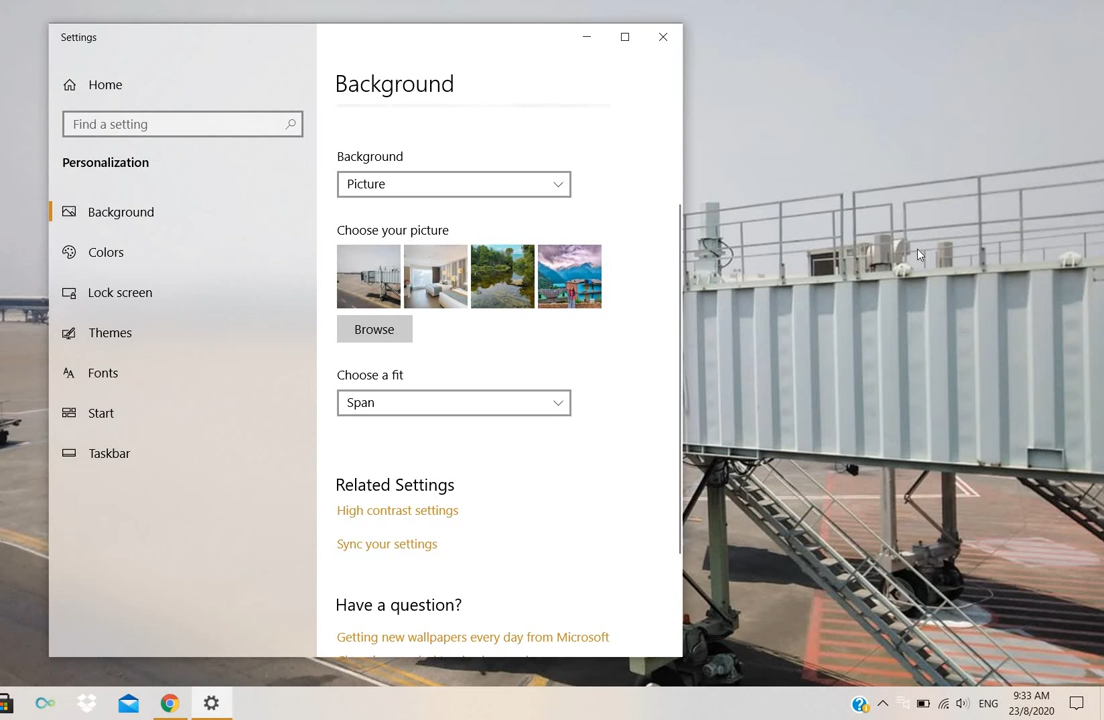 Settings
Home
Find a setting
Personalization
Background
Colors
Lock screen
Themes
Fonts
Start
Taskbar
Background
Background
Picture
Choose your picture
Browse
Choose a fit
Span
Related Settings
High contrast settings
Sync your settings
Have a question?
Getting new wallpapers every day from Microsoft
ENG
9:33 AM
23/8/2020